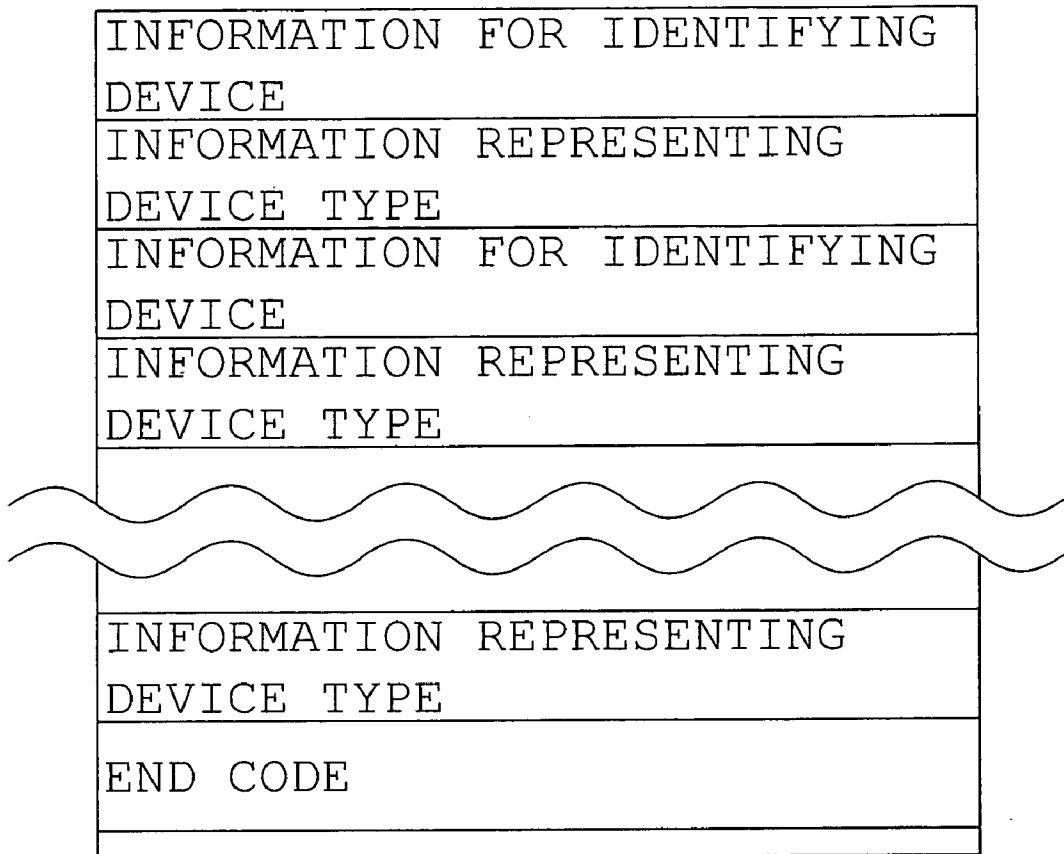 INFORMATION FOR IDENTIFYING
DEVICE
INFORMATION REPRESENTING
DEVICE TYPE
INFORMATION FOR IDENTIFYING
DEVICE
INFORMATION REPRESENTING
DEVICE TYPE
INFORMATION REPRESENTING
DEVICE TYPE
END CODE